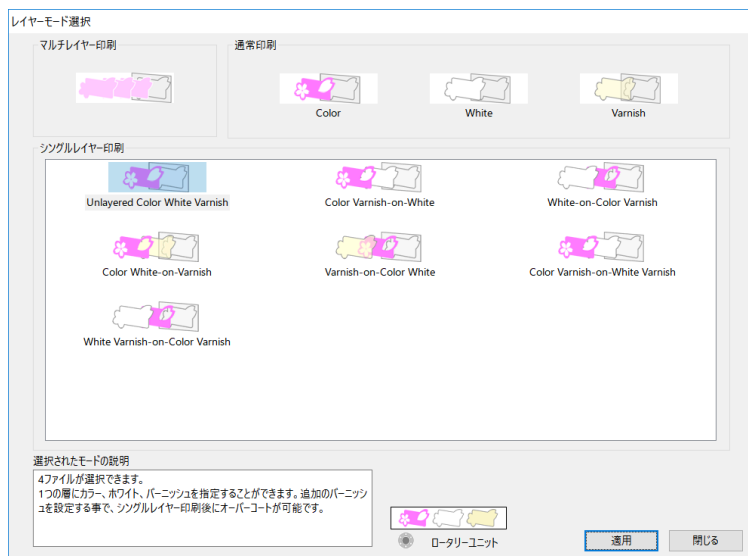 レイヤーモード選択
マルチレイヤー印刷
通常印刷
Color
White
Varnish
シングルレイヤー印刷
Unlayered Color White Varnish
Color Varnish-on-White
White-on-Color Varnish
Color White-on-Varnish
Varnish-on-Color White
Color Varnish-on-White Varnish
White Varnish-on-Color Varnish
選択されたモードの説明
4ファイルが選択できます。
1つの層にカラー、ホワイト、バーニッシュを指定することができます。追加のバーニッシ
ュを設定する事で、シングルレイヤー印刷後にオーバーコートが可能です。
ロータリーユニット
適用
閉じる